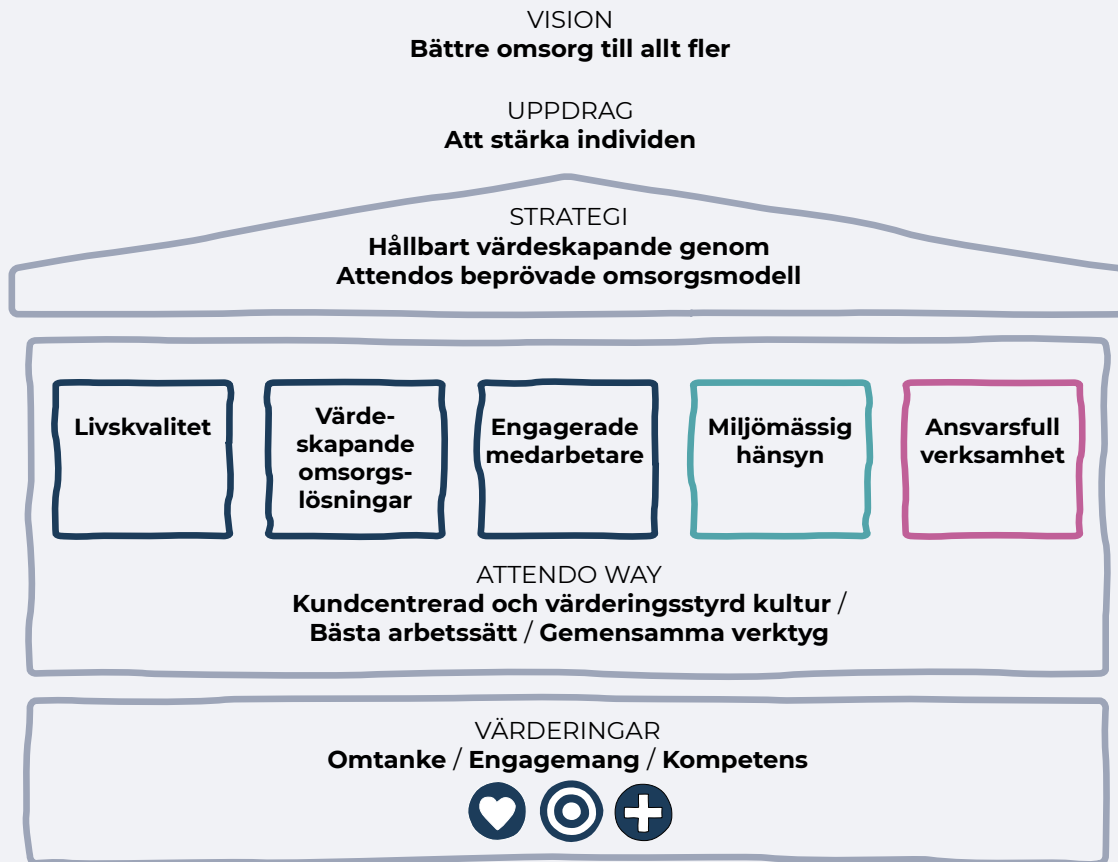 VISION
Bättre omsorg till allt fler
UPPDRAG
Att stärka individen
STRATEGI
Hållbart värdeskapande genom
Attendos beprövade omsorgsmodell
Livskvalitet
Värde-
skapande
omsorgs-
lösningar
Engagerade
medarbetare
Miljömässig
hänsyn
Ansvarsfull
verksamhet
ATTENDO WAY
Kundcentrerad och värderingsstyrd kultur /
Bästa arbetssätt / Gemensamma verktyg
VÄRDERINGAR
Omtanke / Engagemang / Kompetens